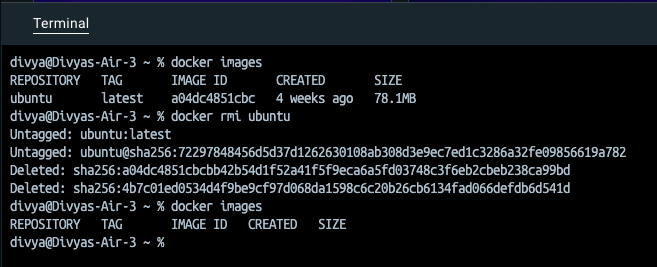 Terminal
divya@Divyas-Air-3 ~ % docker images
REPOSITORY   TAG       IMAGE ID       CREATED       SIZE
ubuntu       latest    a04dc4851cbc   4 weeks ago   78.1MB
divya@Divyas-Air-3 ~ % docker rmi ubuntu
Untagged: ubuntu:latest
Untagged: ubuntu@sha256:72297848456d5d37d1262630108ab308d3e9ec7ed1c3286a32fe09856619a782
Deleted: sha256:a04dc4851cbcbb42b54d1f52a41f5f9eca6a5fd03748c3f6eb2cbeb238ca99bd
Deleted: sha256:4b7c01ed0534d4f9be9cf97d068da1598c6c20b26cb6134fad066defdb6d541d
divya@Divyas-Air-3 ~ % docker images
REPOSITORY   TAG       IMAGE ID   CREATED   SIZE
divya@Divyas-Air-3 ~ %